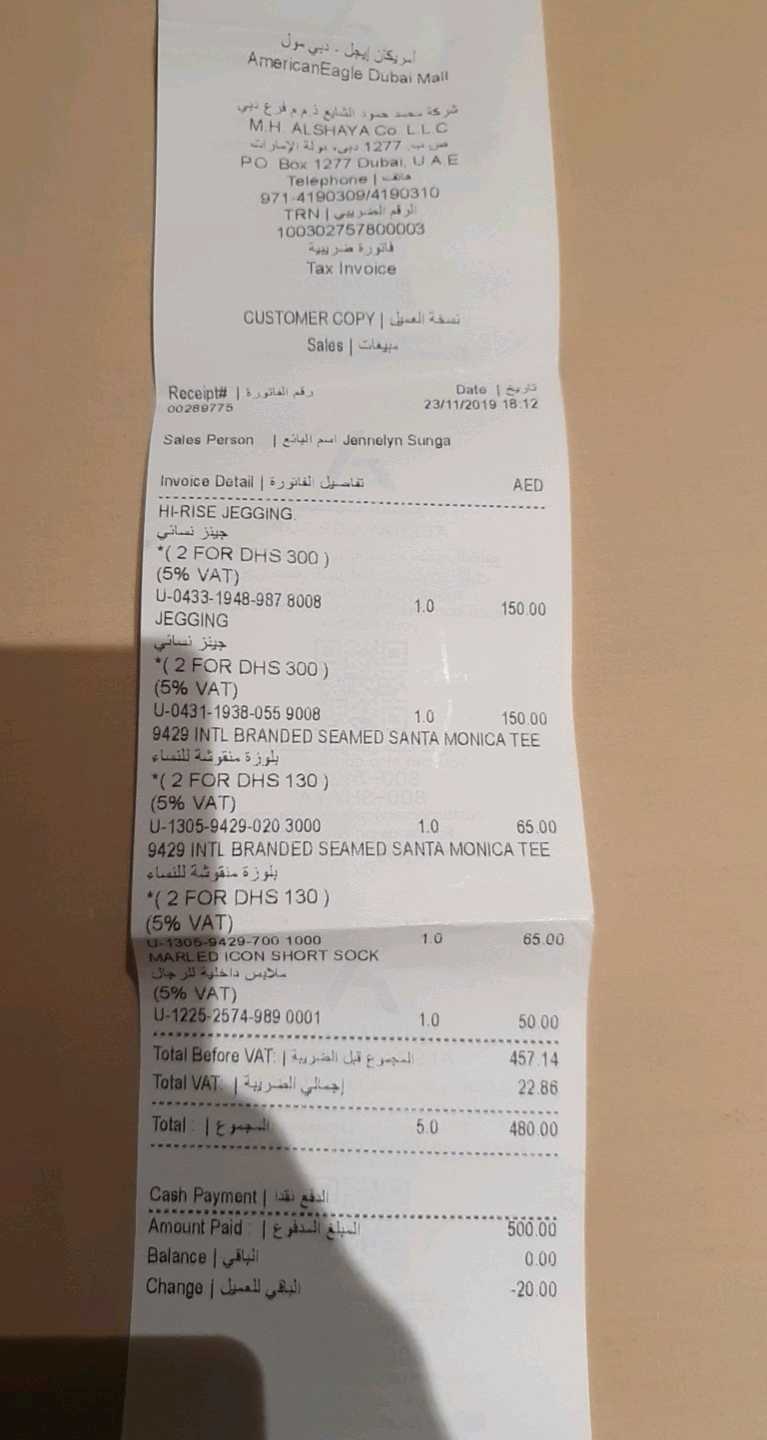 أمريكان إيجل - دبي مول
AmericanEagle Dubai Mall
شركة محمد حمود الشايع ذ.م.م فرع دبي
M.H. ALSHAYA Co. L.L.C
ص.ب. 1277 دبي، دولة الإمارات
P.O. Box 1277 Dubai, U.A.E
Telephone | هاتف
971-4190309/4190310
TRN | الرقم الضريبي
100302757800003
فاتورة ضريبية
Tax Invoice
CUSTOMER COPY | نسخة العميل
Sales | مبيعات
Receipt# | رقم الفاتورة Date | تاريخ
00289775 23/11/2019 18:12
Sales Person | اسم البائع Jennelyn Sunga
Invoice Detail | تفاصيل الفاتورة AED
HI-RISE JEGGING.
جينز نسائي
*( 2 FOR DHS 300 )
(5% VAT)
U-0433-1948-987 8008 1.0 150.00
JEGGING
جينز نسائي
*( 2 FOR DHS 300 )
(5% VAT)
U-0431-1938-055 9008 1.0 150.00
9429 INTL BRANDED SEAMED SANTA MONICA TEE
بلوزة منقوشة للنساء
*( 2 FOR DHS 130 )
(5% VAT)
U-1305-9429-020 3000 1.0 65.00
9429 INTL BRANDED SEAMED SANTA MONICA TEE
بلوزة منقوشة للنساء
*( 2 FOR DHS 130 )
(5% VAT)
U-1305-9429-700 1000 1.0 65.00
MARLED ICON SHORT SOCK
ملابس داخلية للرجال
(5% VAT)
U-1225-2574-989 0001 1.0 50.00
Total Before VAT: | المجموع قبل الضريبة 457.14
Total VAT: | إجمالي الضريبة 22.86
Total : | المجموع 5.0 480.00
Cash Payment | الدفع نقدا
Amount Paid : | المبلغ المدفوع 500.00
Balance | الباقي 0.00
Change | الباقي للعميل -20.00